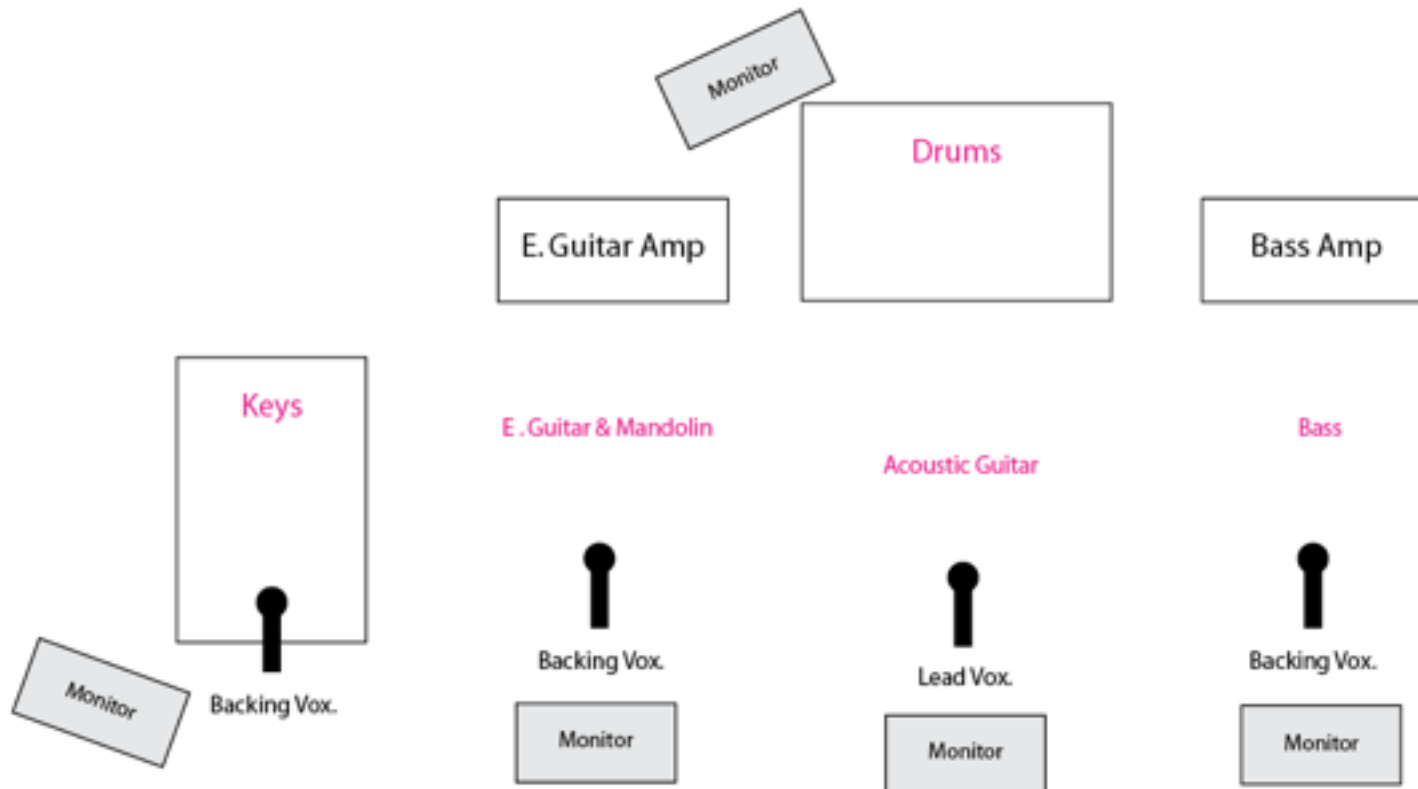 Monitor
Drums
E. Guitar Amp
Bass Amp
Keys
E. Guitar & Mandolin
Bass
Acoustic Guitar
Backing Vox.
Backing Vox.
Lead Vox.
Backing Vox.
Monitor
Monitor
Monitor
Monitor